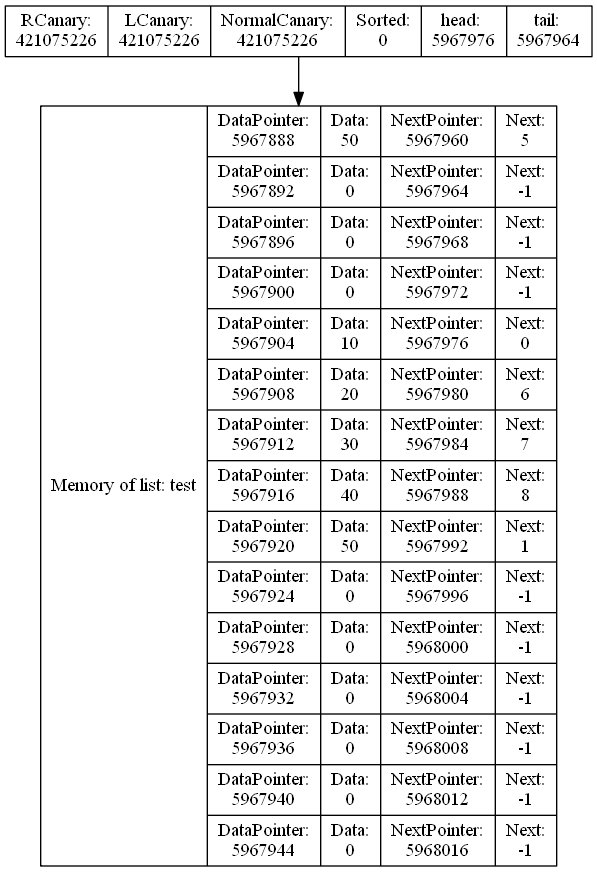 RCanary:
421075226
LCanary:
421075226
NormalCanary:
421075226
Sorted:
0
head:
5967976
tail:
5967964
Memory of list: test
DataPointer:
5967888
Data:
50
NextPointer:
5967960
Next:
5
DataPointer:
5967892
Data:
0
NextPointer:
5967964
Next:
-1
DataPointer:
5967896
Data:
0
NextPointer:
5967968
Next:
-1
DataPointer:
5967900
Data:
0
NextPointer:
5967972
Next:
-1
DataPointer:
5967904
Data:
10
NextPointer:
5967976
Next:
0
DataPointer:
5967908
Data:
20
NextPointer:
5967980
Next:
6
DataPointer:
5967912
Data:
30
NextPointer:
5967984
Next:
7
DataPointer:
5967916
Data:
40
NextPointer:
5967988
Next:
8
DataPointer:
5967920
Data:
50
NextPointer:
5967992
Next:
1
DataPointer:
5967924
Data:
0
NextPointer:
5967996
Next:
-1
DataPointer:
5967928
Data:
0
NextPointer:
5968000
Next:
-1
DataPointer:
5967932
Data:
0
NextPointer:
5968004
Next:
-1
DataPointer:
5967936
Data:
0
NextPointer:
5968008
Next:
-1
DataPointer:
5967940
Data:
0
NextPointer:
5968012
Next:
-1
DataPointer:
5967944
Data:
0
NextPointer:
5968016
Next:
-1